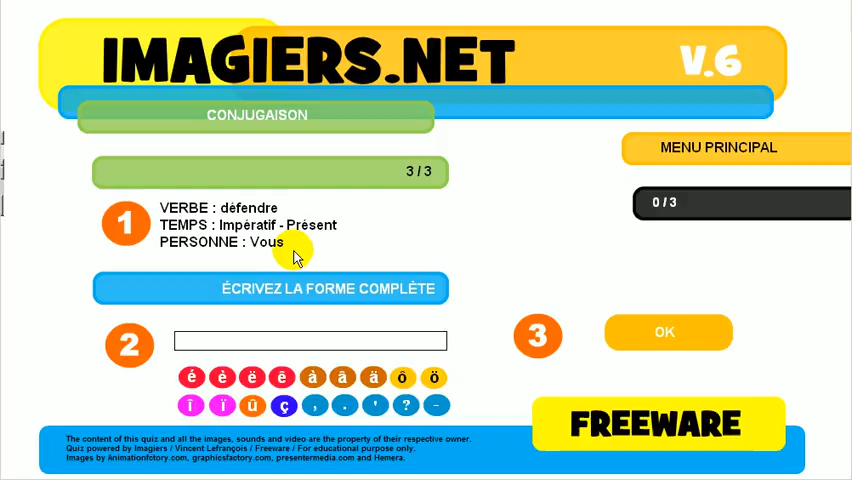 IMAGIERS.NET
V.6
CONJUGAISON
MENU PRINCIPAL
3 / 3
0 / 3
1
VERBE : défendre
TEMPS : Impératif - Présent
PERSONNE : Vous
ÉCRIVEZ LA FORME COMPLÈTE
2
3
OK
é è ë ê à â ä ô ö
î ï û ç , . ' ? -
FREEWARE
The content of this quiz and all the images, sounds and video are the property of their respective owner.
Quiz powered by Imagiers / Vincent Lefrançois / Freeware / For educational purpose only.
Images by Animationfctory.com, graphicsfactory.com, presentermedia.com and Hemera.